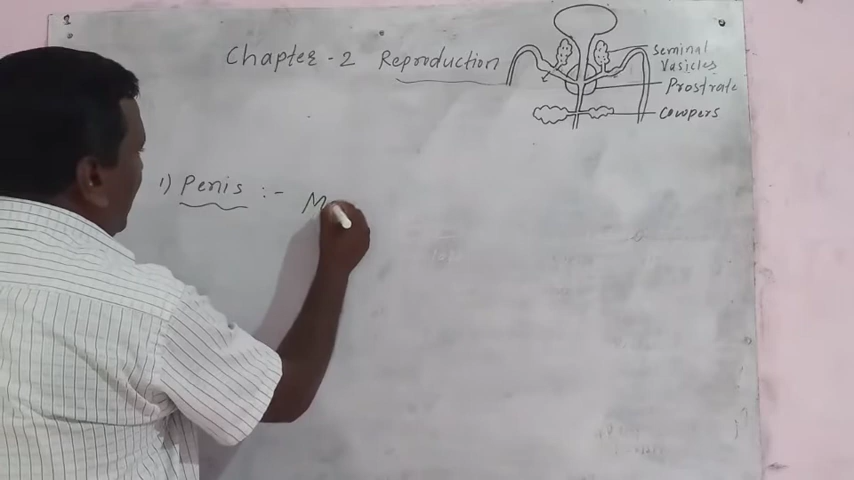 Chapter - 2 Reproduction
Seminal
Vasicles
Prostrate
Cowpers
1) Penis :- M